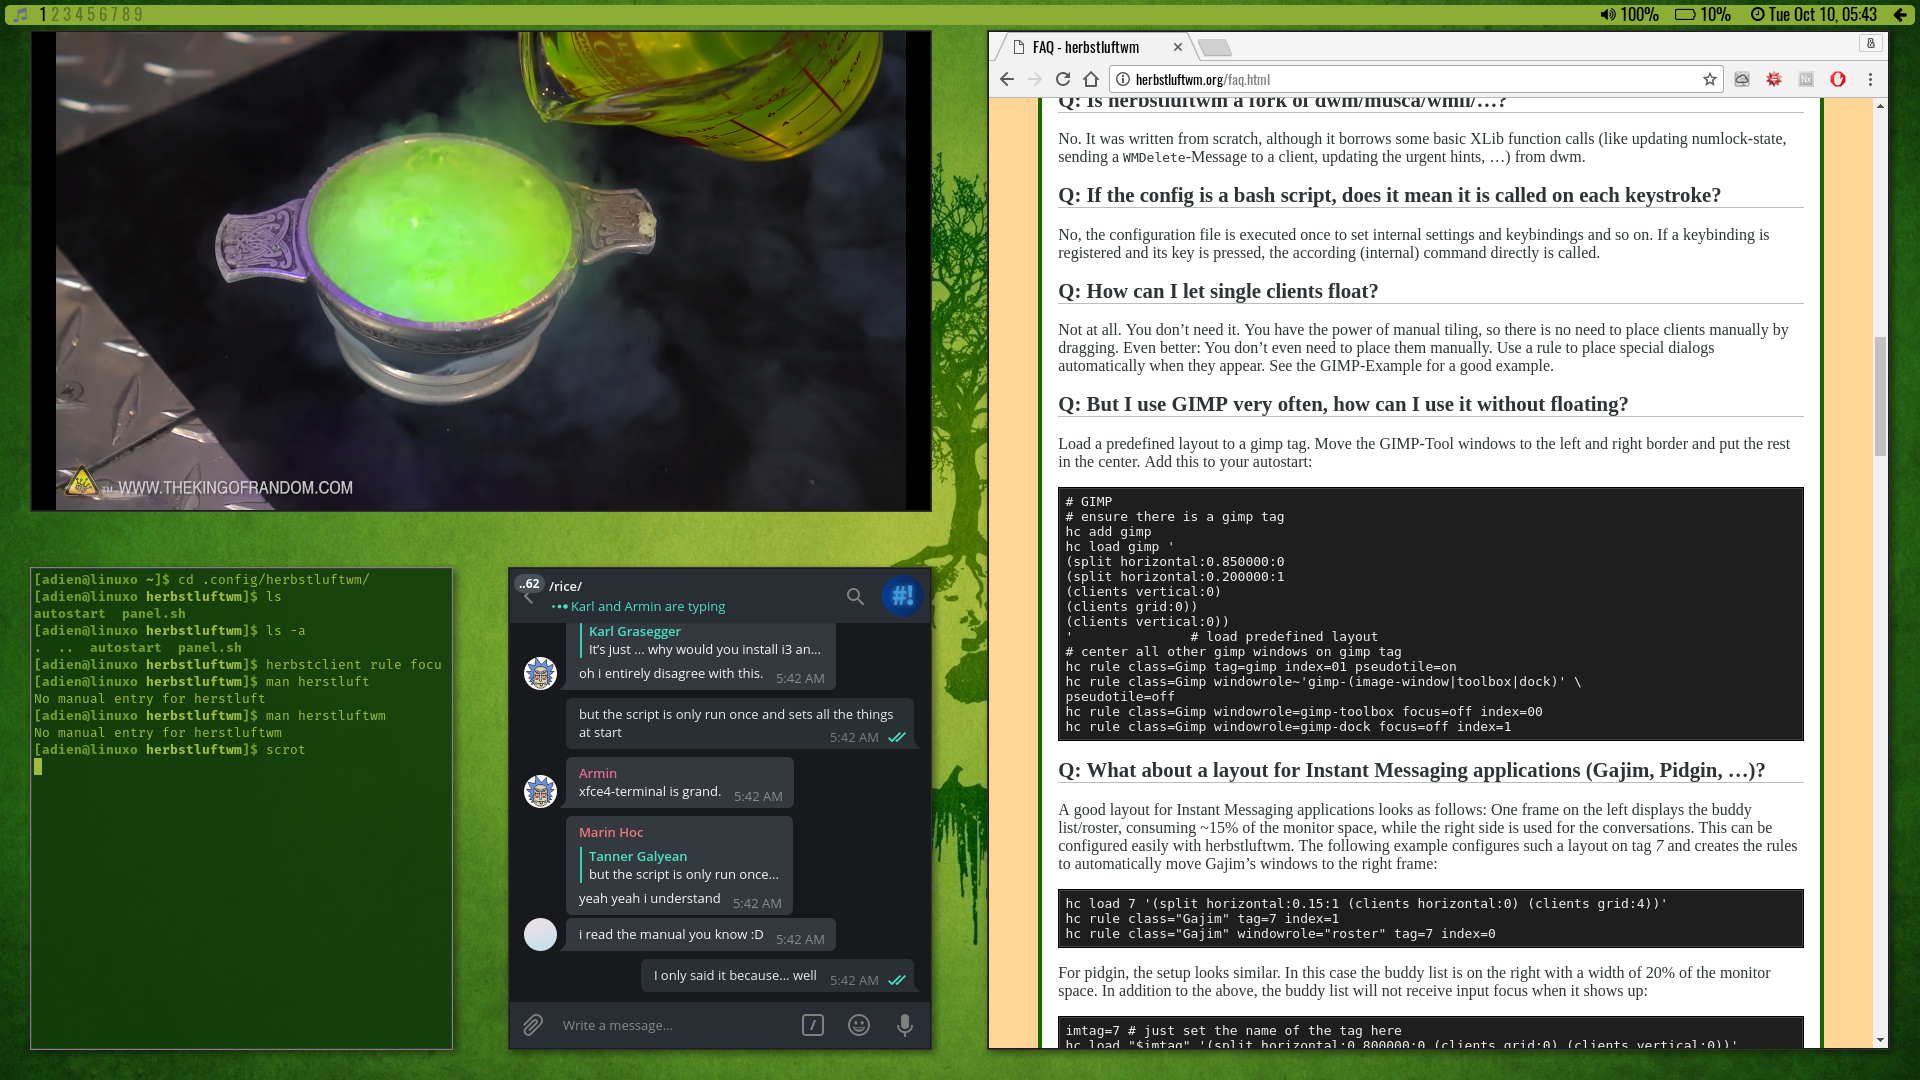 1 2 3 4 5 6 7 8 9
100% 10% Tue Oct 10, 05:43
WWW.THEKINGOFRANDOM.COM
[adien@linuxo ~]$ cd .config/herbstluftwm/
[adien@linuxo herbstluftwm]$ ls
autostart  panel.sh
[adien@linuxo herbstluftwm]$ ls -a
.  ..  autostart  panel.sh
[adien@linuxo herbstluftwm]$ herbstclient rule focu
[adien@linuxo herbstluftwm]$ man herstluft
No manual entry for herstluft
[adien@linuxo herbstluftwm]$ man herstluftwm
No manual entry for herstluftwm
[adien@linuxo herbstluftwm]$ scrot
..62 /rice/
#!
Karl and Armin are typing
Karl Grasegger
It's just ... why would you install i3 an...
oh i entirely disagree with this. 5:42 AM
but the script is only run once and sets all the things
at start 5:42 AM
Armin
xfce4-terminal is grand. 5:42 AM
Marin Hoc
Tanner Galyean
but the script is only run once...
yeah yeah i understand 5:42 AM
i read the manual you know :D 5:42 AM
I only said it because... well 5:42 AM
Write a message...
FAQ - herbstluftwm
herbstluftwm.org/faq.html
Q: Is herbstluftwm a fork of dwm/musca/wmii/…?
No. It was written from scratch, although it borrows some basic XLib function calls (like updating numlock-state,
sending a WMDelete-Message to a client, updating the urgent hints, …) from dwm.
Q: If the config is a bash script, does it mean it is called on each keystroke?
No, the configuration file is executed once to set internal settings and keybindings and so on. If a keybinding is
registered and its key is pressed, the according (internal) command directly is called.
Q: How can I let single clients float?
Not at all. You don’t need it. You have the power of manual tiling, so there is no need to place clients manually by
dragging. Even better: You don’t even need to place them manually. Use a rule to place special dialogs
automatically when they appear. See the GIMP-Example for a good example.
Q: But I use GIMP very often, how can I use it without floating?
Load a predefined layout to a gimp tag. Move the GIMP-Tool windows to the left and right border and put the rest
in the center. Add this to your autostart:
# GIMP
# ensure there is a gimp tag
hc add gimp
hc load gimp '
(split horizontal:0.850000:0
(split horizontal:0.200000:1
(clients vertical:0)
(clients grid:0))
(clients vertical:0))
'               # load predefined layout
# center all other gimp windows on gimp tag
hc rule class=Gimp tag=gimp index=01 pseudotile=on
hc rule class=Gimp windowrole~'gimp-(image-window|toolbox|dock)' \
pseudotile=off
hc rule class=Gimp windowrole=gimp-toolbox focus=off index=00
hc rule class=Gimp windowrole=gimp-dock focus=off index=1
Q: What about a layout for Instant Messaging applications (Gajim, Pidgin, …)?
A good layout for Instant Messaging applications looks as follows: One frame on the left displays the buddy
list/roster, consuming ~15% of the monitor space, while the right side is used for the conversations. This can be
configured easily with herbstluftwm. The following example configures such a layout on tag 7 and creates the rules
to automatically move Gajim’s windows to the right frame:
hc load 7 '(split horizontal:0.15:1 (clients horizontal:0) (clients grid:4))'
hc rule class="Gajim" tag=7 index=1
hc rule class="Gajim" windowrole="roster" tag=7 index=0
For pidgin, the setup looks similar. In this case the buddy list is on the right with a width of 20% of the monitor
space. In addition to the above, the buddy list will not receive input focus when it shows up:
imtag=7 # just set the name of the tag here
hc load "$imtag" '(split horizontal:0.800000:0 (clients grid:0) (clients vertical:0))'